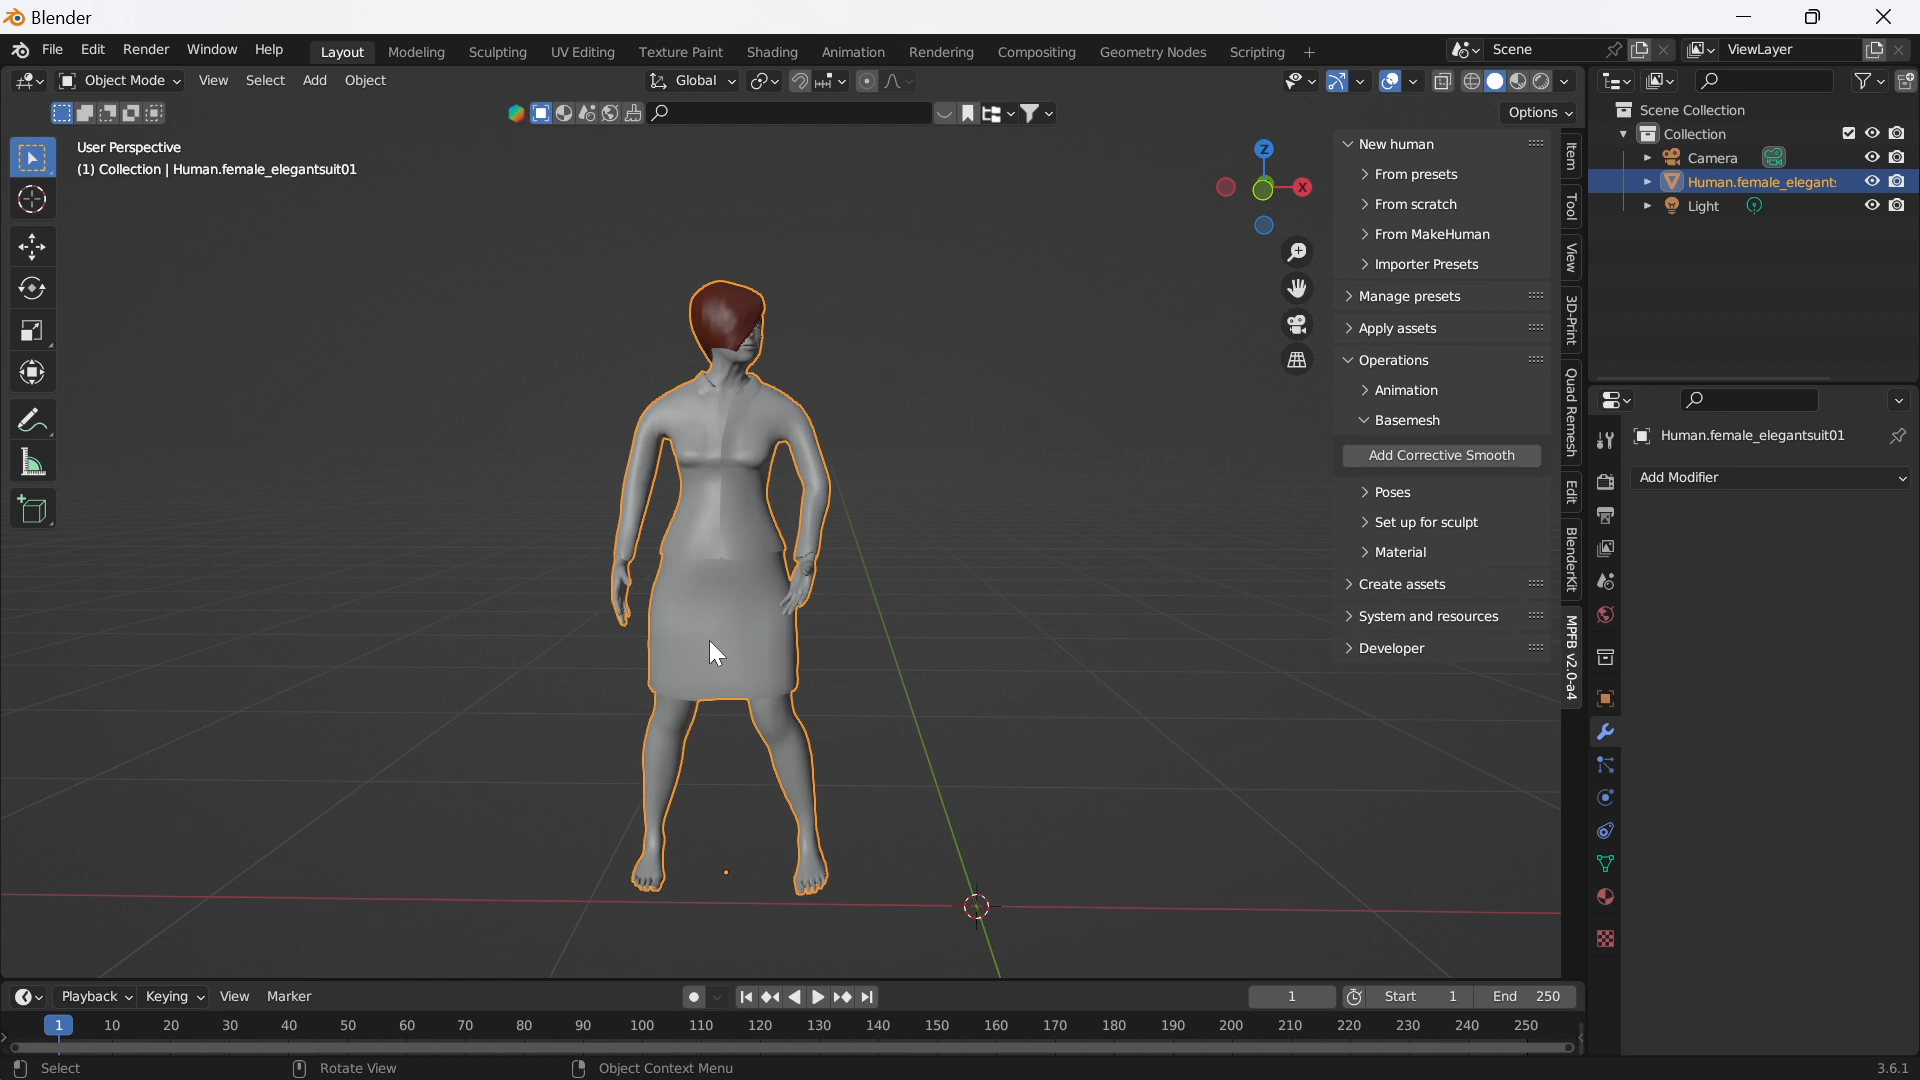 Blender
File Edit Render Window Help Layout Modeling Sculpting UV Editing Texture Paint Shading Animation Rendering Compositing Geometry Nodes Scripting + Scene ViewLayer
Object Mode View Select Add Object Global
Options
User Perspective
(1) Collection | Human.female_elegantsuit01
Z
X
New human
From presets
From scratch
From MakeHuman
Importer Presets
Manage presets
Apply assets
Operations
Animation
Basemesh
Add Corrective Smooth
Poses
Set up for sculpt
Material
Create assets
System and resources
Developer
Item
Tool
View
3D-Print
Quad Remesh
Edit
BlenderKit
MPFB v2.0-a4
Scene Collection
Collection
Camera
Human.female_elegant
Light
Human.female_elegantsuit01
Add Modifier
Playback Keying View Marker 1 Start 1 End 250
1 10 20 30 40 50 60 70 80 90 100 110 120 130 140 150 160 170 180 190 200 210 220 230 240 250
Select Rotate View Object Context Menu 3.6.1